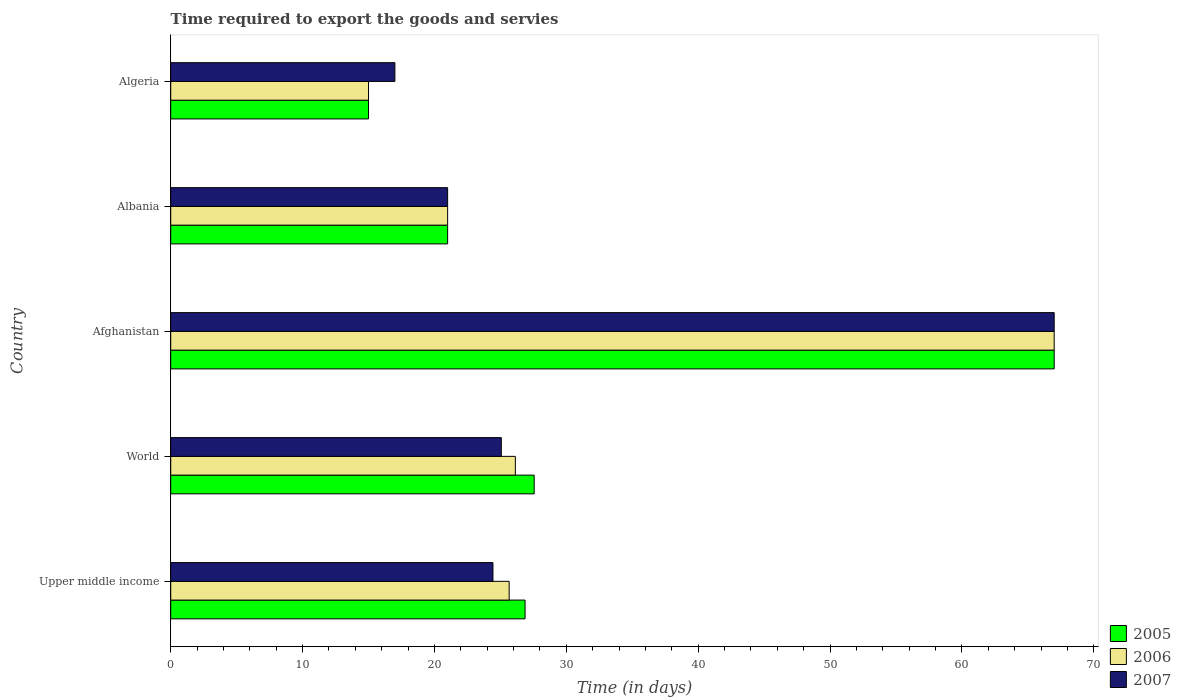 Time required to export the goods and servies
Country
Algeria
Albania
Afghanistan
World
Upper middle income
0 10 20 30 40 50 60 70
Time (in days)
2005
2006
2007